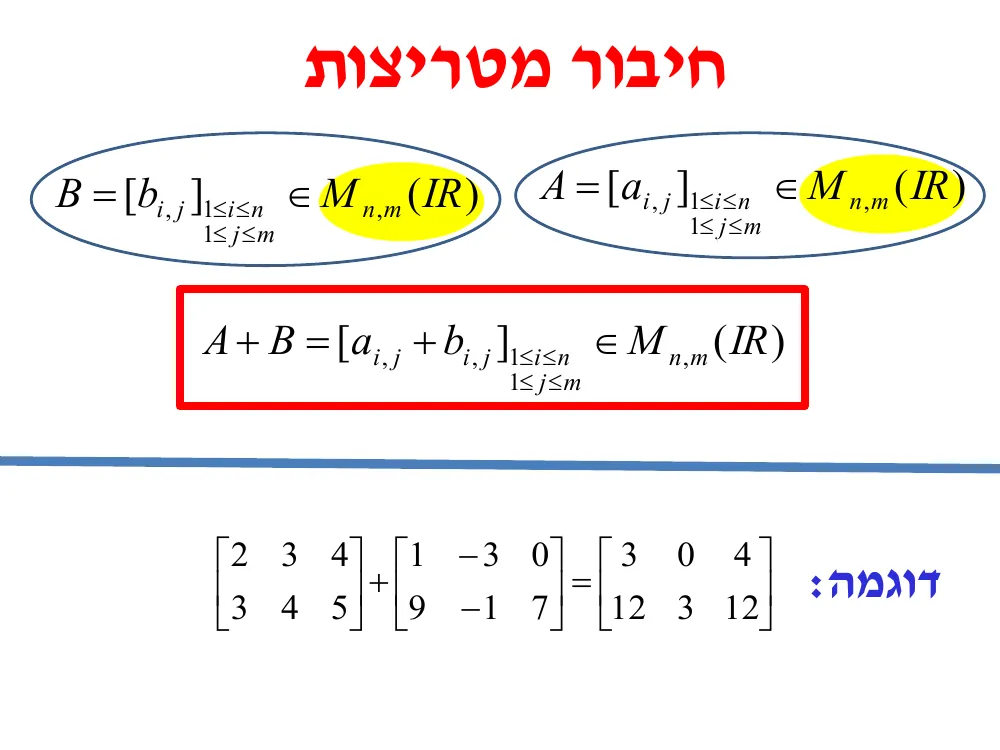 חיבור מטריצות
A = [a_{i,j}]_{1≤i≤n, 1≤j≤m} ∈ M_{n,m}(IR)
B = [b_{i,j}]_{1≤i≤n, 1≤j≤m} ∈ M_{n,m}(IR)
A + B = [a_{i,j} + b_{i,j}]_{1≤i≤n, 1≤j≤m} ∈ M_{n,m}(IR)
דוגמה:
[2 3 4] + [1 −3 0] = [3 0 4]
[3 4 5] [9 −1 7] [12 3 12]